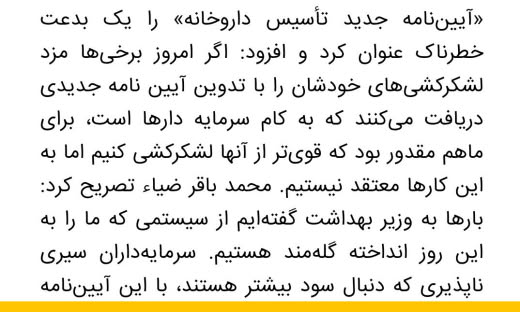 «آیین‌نامه جدید تأسیس داروخانه» را یک بدعت
خطرناک عنوان کرد و افزود: اگر امروز برخی‌ها مزد
لشکرکشی‌های خودشان را با تدوین آیین نامه جدیدی
دریافت می‌کنند که به کام سرمایه دارها است، برای
ماهم مقدور بود که قوی‌تر از آنها لشکرکشی کنیم اما به
این کارها معتقد نیستیم. محمد باقر ضیاء تصریح کرد:
بارها به وزیر بهداشت گفته‌ایم از سیستمی که ما را به
این روز انداخته گله‌مند هستیم. سرمایه‌داران سیری
ناپذیری که دنبال سود بیشتر هستند، با این آیین‌نامه